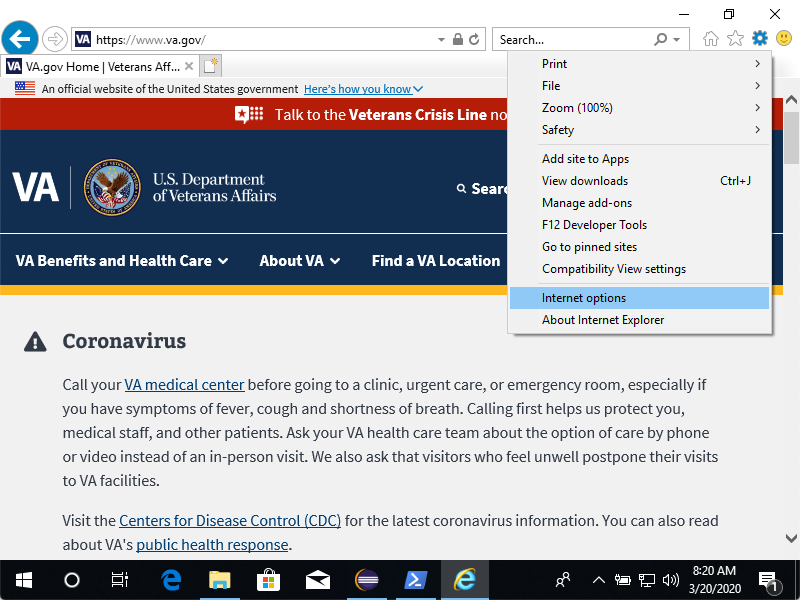 VA https://www.va.gov/
Search...
VA VA.gov Home | Veterans Aff...
An official website of the United States government Here's how you know
Talk to the Veterans Crisis Line no
VA U.S. Department
of Veterans Affairs
Sear
VA Benefits and Health Care About VA Find a VA Location
Print
File
Zoom (100%)
Safety
Add site to Apps
View downloads Ctrl+J
Manage add-ons
F12 Developer Tools
Go to pinned sites
Compatibility View settings
Internet options
About Internet Explorer
Coronavirus
Call your VA medical center before going to a clinic, urgent care, or emergency room, especially if
you have symptoms of fever, cough and shortness of breath. Calling first helps us protect you,
medical staff, and other patients. Ask your VA health care team about the option of care by phone
or video instead of an in-person visit. We also ask that visitors who feel unwell postpone their visits
to VA facilities.
Visit the Centers for Disease Control (CDC) for the latest coronavirus information. You can also read
about VA's public health response.
8:20 AM
3/20/2020
1